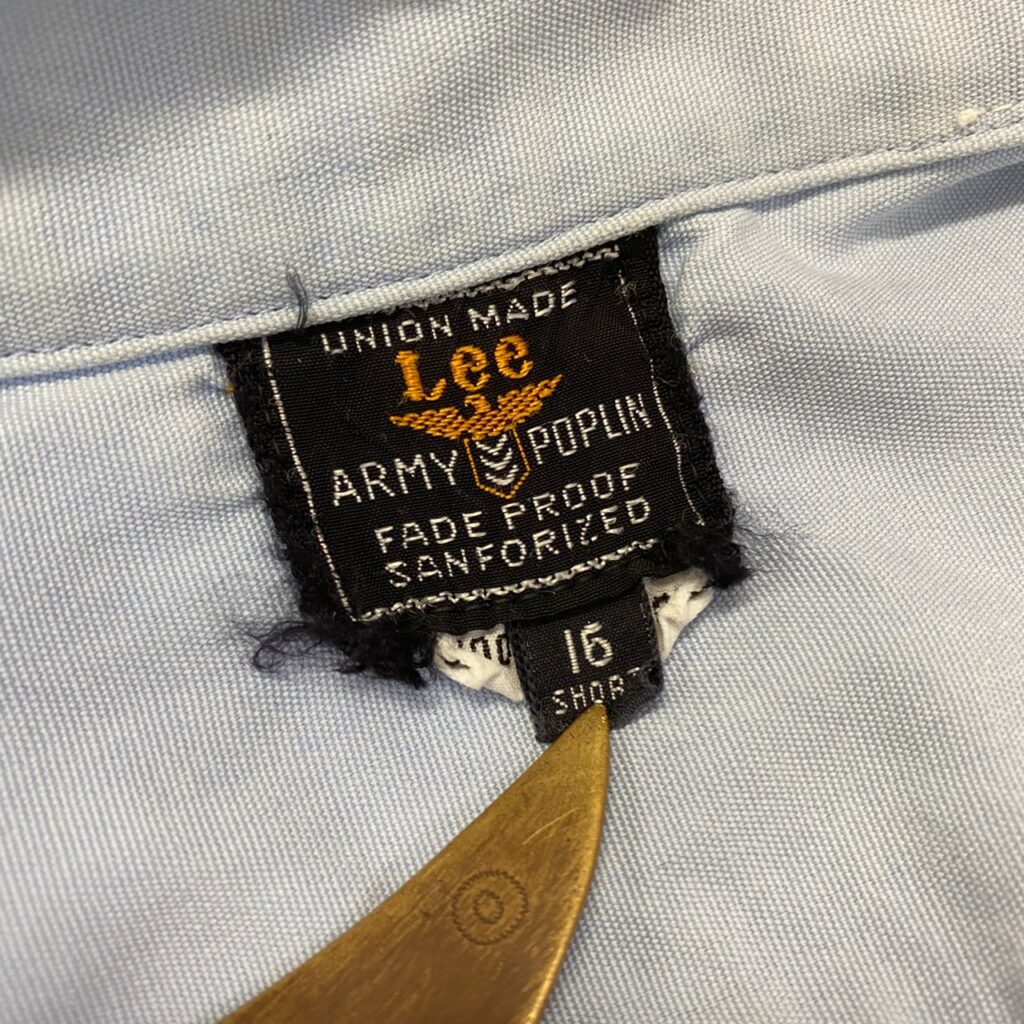 UNION MADE
Lee
ARMY POPLIN
FADE PROOF
SANFORIZED
16
SHORT